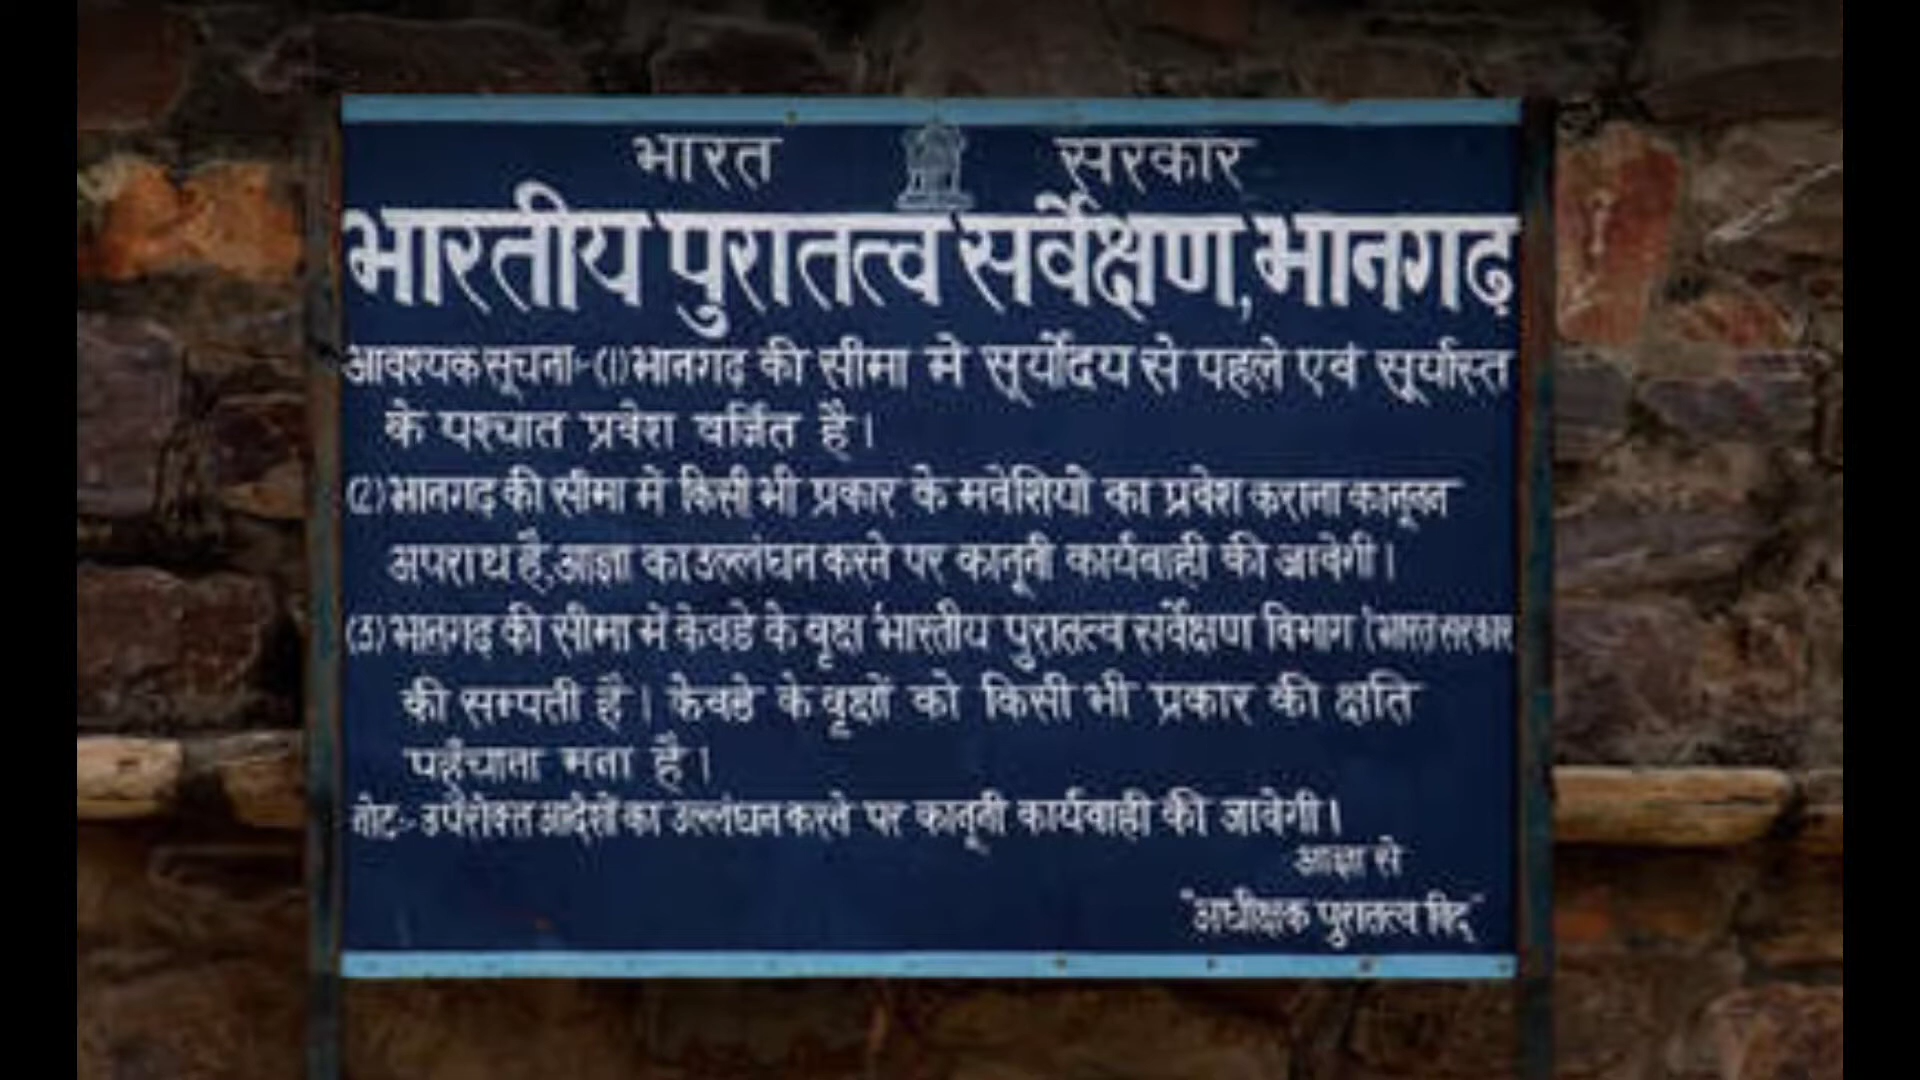 भारत सरकार
भारतीय पुरातत्व सर्वेक्षण, भानगढ़
आवश्यक सूचना:-(1) भानगढ़ की सीमा मे सूर्योदय से पहले एवं सूर्यास्त
के पश्चात प्रवेश वर्जित है।
(2) भानगढ़ की सीमा में किसी भी प्रकार के मवेशियों का प्रवेश कराना कानूनन
अपराध है, आज्ञा का उल्लंघन करने पर कानूनी कार्यवाही की जावेगी।
(3) भानगढ़ की सीमा में केवडे के वृक्ष भारतीय पुरातत्व सर्वेक्षण विभाग (भारत सरकार
की सम्पती है। केवडे के वृक्षों को किसी भी प्रकार की क्षति
पहुँचाना मना है।
नोट:- उपरोक्त आदेशों का उल्लंघन करने पर कानूनी कार्यवाही की जावेगी।
आज्ञा से
"अधीक्षक पुरातत्व विद्"